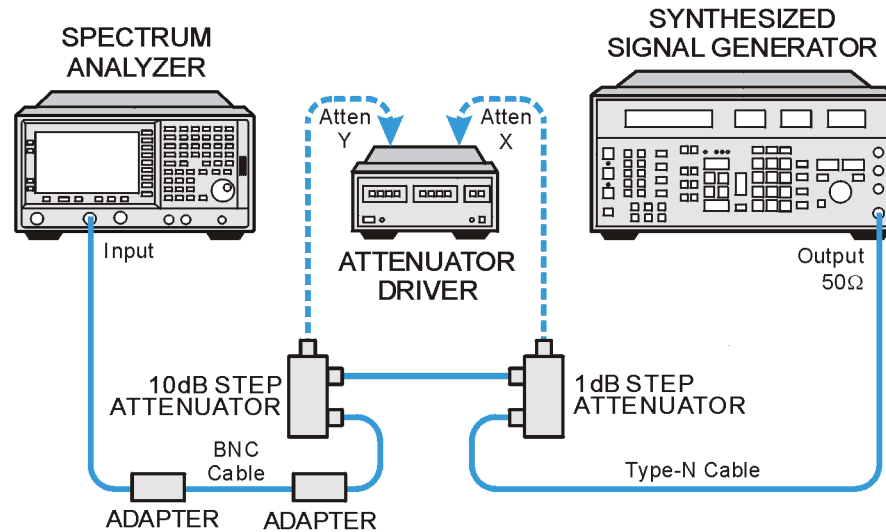 SPECTRUM
ANALYZER
SYNTHESIZED
SIGNAL GENERATOR
Atten
Y
Atten
X
Input
ATTENUATOR
DRIVER
Output
50Ω
10dB STEP
ATTENUATOR
1dB STEP
ATTENUATOR
BNC
Cable
Type-N Cable
ADAPTER
ADAPTER